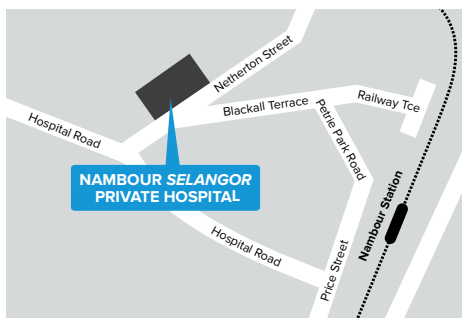 Netherton Street
Blackall Terrace
Railway Tce
Hospital Road
Petrie Park Road
NAMBOUR SELANGOR
PRIVATE HOSPITAL
Nambour Station
Hospital Road
Price Street